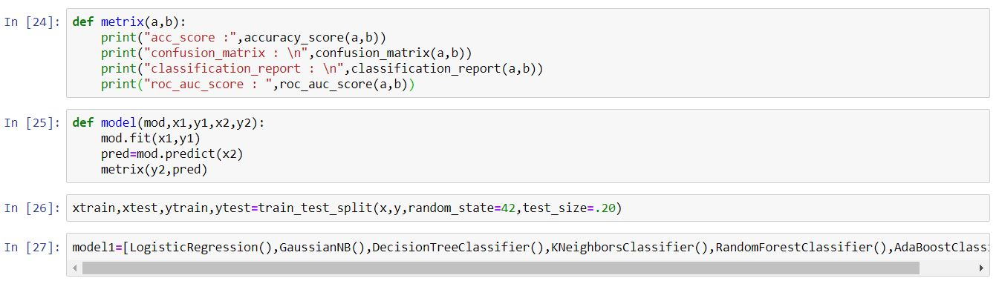 In [24]: def metrix(a,b):
    print("acc_score :",accuracy_score(a,b))
    print("confusion_matrix : \n",confusion_matrix(a,b))
    print("classification_report : \n",classification_report(a,b))
    print("roc_auc_score : ",roc_auc_score(a,b))
In [25]: def model(mod,x1,y1,x2,y2):
    mod.fit(x1,y1)
    pred=mod.predict(x2)
    metrix(y2,pred)
In [26]: xtrain,xtest,ytrain,ytest=train_test_split(x,y,random_state=42,test_size=.20)
In [27]: model1=[LogisticRegression(),GaussianNB(),DecisionTreeClassifier(),KNeighborsClassifier(),RandomForestClassifier(),AdaBoostClassi